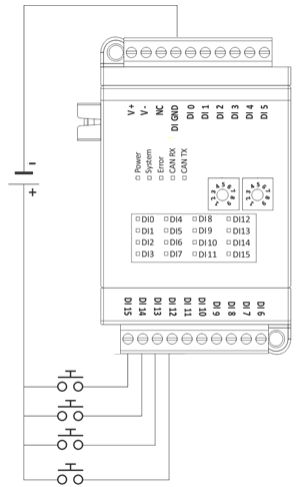 V +
V -
NC
DI GND
DI 0
DI 1
DI 2
DI 3
DI 4
DI 5
Power
System
Error
CAN RX
CAN TX
-
+
DI0 DI4 DI8 DI12
DI1 DI5 DI9 DI13
DI2 DI6 DI10 DI14
DI3 DI7 DI11 DI15
DI 15
DI 14
DI 13
DI 12
DI 11
DI 10
DI 9
DI 8
DI 7
DI 6